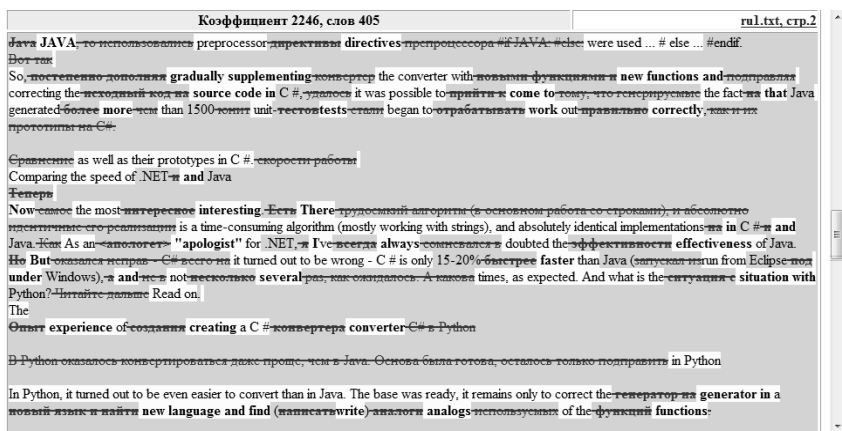 Коэффициент 2246, слов 405 ru1.txt, стр.2
Java JAVA, то использовались preprocessor директивы directives препроцессора #if JAVA: #else: were used ... # else ... #endif.
Вот так
So, постепенно дополняя gradually supplementing конвертер the converter with новыми функциями и new functions and подправляя
correcting the исходный код на source code in C #, удалось it was possible to прийти к come to тому, что генерируемые the fact на that Java
generated более more чем than 1500 юнит unit-тестовtests стали began to отрабатывать work out правильно correctly, как и их
прототипы на C#.
Сравнение as well as their prototypes in C #. скорости работы
Comparing the speed of .NET и and Java
Теперь
Now самое the most интересное interesting. Есть There трудоемкий алгоритм (в основном работа со строками), и абсолютно
идентичные его реализации is a time-consuming algorithm (mostly working with strings), and absolutely identical implementations на in C # и and
Java. Как As an <апологет> "apologist" for .NET, я I've всегда always сомневался в doubted the эффективности effectiveness of Java.
Но But оказался неправ - C# всего на it turned out to be wrong - C # is only 15-20% быстрее faster than Java (запускал изrun from Eclipse под
under Windows), а and не в not несколько several раз, как ожидалось. А какова times, as expected. And what is the ситуация с situation with
Python? Читайте дальше Read on.
The
Опыт experience of создания creating a C # конвертера converter C# в Python
В Python оказалось конвертироваться даже проще, чем в Java. Основа была готова, осталось только подправить in Python
In Python, it turned out to be even easier to convert than in Java. The base was ready, it remains only to correct the генератор на generator in a
новый язык и найти new language and find (написатьwrite) аналоги analogs используемых of the функций functions.